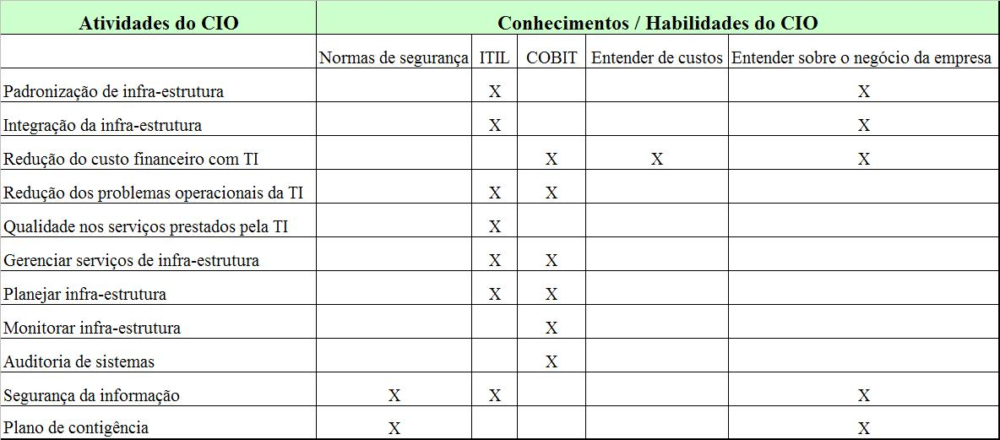 Atividades do CIO Conhecimentos / Habilidades do CIO
Normas de segurança ITIL COBIT Entender de custos Entender sobre o negócio da empresa
Padronização de infra-estrutura X X
Integração da infra-estrutura X X
Redução do custo financeiro com TI X X X
Redução dos problemas operacionais da TI X X
Qualidade nos serviços prestados pela TI X
Gerenciar serviços de infra-estrutura X X
Planejar infra-estrutura X X
Monitorar infra-estrutura X
Auditoria de sistemas X
Segurança da informação X X X
Plano de contigência X X